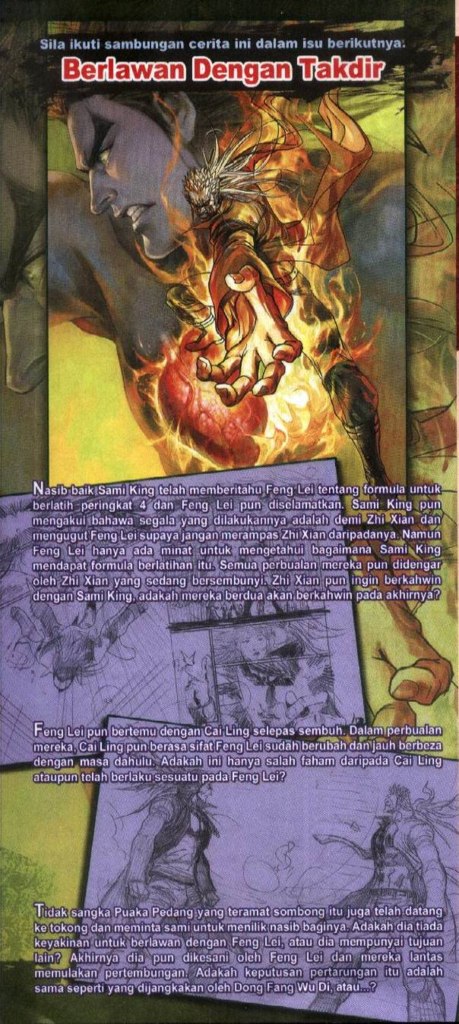 Sila ikuti sambungan cerita ini dalam isu berikutnya:
Berlawan Dengan Takdir
Nasib baik Sami King telah memberitahu Feng Lei tentang formula untuk
berlatih peringkat 4 dan Feng Lei pun diselamatkan. Sami King pun
mengakui bahawa segala yang dilakukannya adalah demi Zhi Xian dan
mengugut Feng Lei supaya jangan merampas Zhi Xian daripadanya. Namun
Feng Lei hanya ada minat untuk mengetahui bagaimana Sami King
mendapat formula berlatihan itu. Semua perbualan mereka pun didengar
oleh Zhi Xian yang sedang bersembunyi. Zhi Xian pun ingin berkahwin
dengan Sami King, adakah mereka berdua akan berkahwin pada akhirnya?
Feng Lei pun bertemu dengan Cai Ling selepas sembuh. Dalam perbualan
mereka, Cai Ling pun berasa sifat Feng Lei sudah berubah dan jauh berbeza
dengan masa dahulu. Adakah ini hanya salah faham daripada Cai Ling
ataupun telah berlaku sesuatu pada Feng Lei?
Tidak sangka Puaka Pedang yang teramat sombong itu juga telah datang
ke tokong dan meminta sami untuk menilik nasib baginya. Adakah dia tiada
keyakinan untuk berlawan dengan Feng Lei, atau dia mempunyai tujuan
lain? Akhirnya dia pun dikesani oleh Feng Lei dan mereka lantas
memulakan pertembungan. Adakah keputusan pertarungan itu adalah
sama seperti yang dijangkakan oleh Dong Fang Wu Di, atau...?